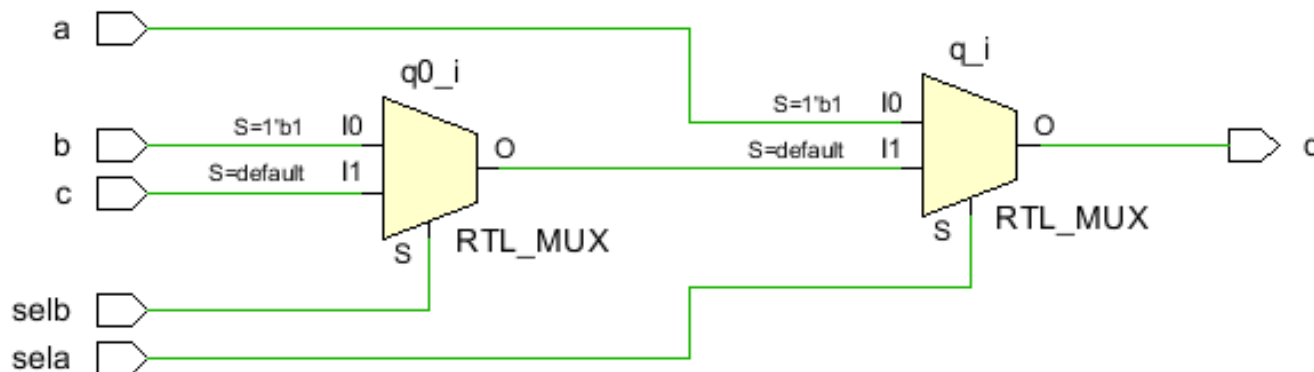 a
q_i
q0_i
S=1'b1 I0
O
S=1'b1 I0
b
O
S=default I1
S=default I1
c
S
RTL_MUX
S
RTL_MUX
selb
sela